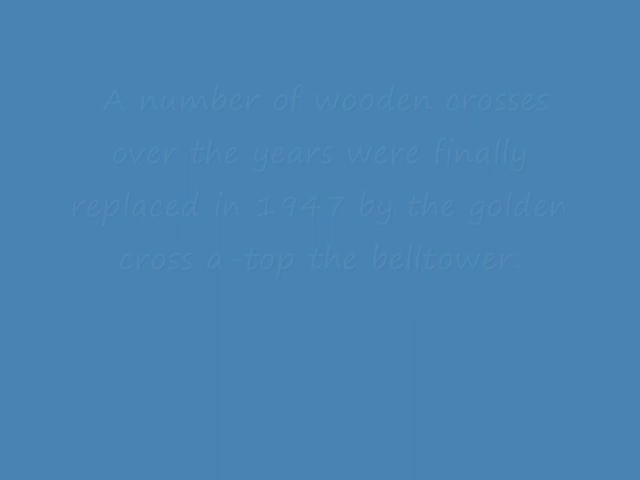 A number of wooden crosses
over the years were finally
replaced in 1947 by the golden
cross a-top the belltower.